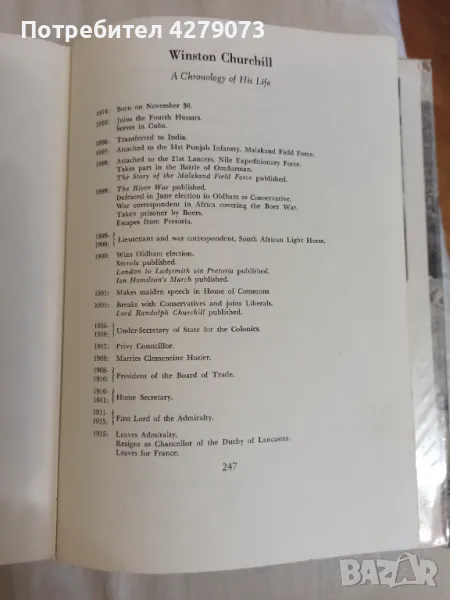 Потребител 4279073
Winston Churchill
A Chronology of His Life
1874: Born on November 30.
1895: Joins the Fourth Hussars.
Serves in Cuba.
1896: Transferred to India.
1897: Attached to the 31st Punjab Infantry, Malakand Field Force.
1898: Attached to the 21st Lancers, Nile Expeditionary Force.
Takes part in the Battle of Omdurman.
The Story of the Malakand Field Force published.
1899: The River War published.
Defeated in June election in Oldham as Conservative.
War correspondent in Africa covering the Boer War.
Taken prisoner by Boers.
Escapes from Pretoria.
1899-
1900: } Lieutenant and war correspondent, South African Light Horse.
1900: Wins Oldham election.
Savrola published.
London to Ladysmith via Pretoria published.
Ian Hamilton's March published.
1901: Makes maiden speech in House of Commons.
Breaks with Conservatives and joins Liberals.
Lord Randolph Churchill published.
Under-Secretary of State for the Colonies.
1907: Privy Councillor.
1908: Marries Clementine Hozier.
1908-
1910: } President of the Board of Trade.
1910-
1911: } Home Secretary.
1911-
1915: } First Lord of the Admiralty.
1915: Leaves Admiralty.
Resigns as Chancellor of the Duchy of Lancaster.
Leaves for France.
247
BAZAR